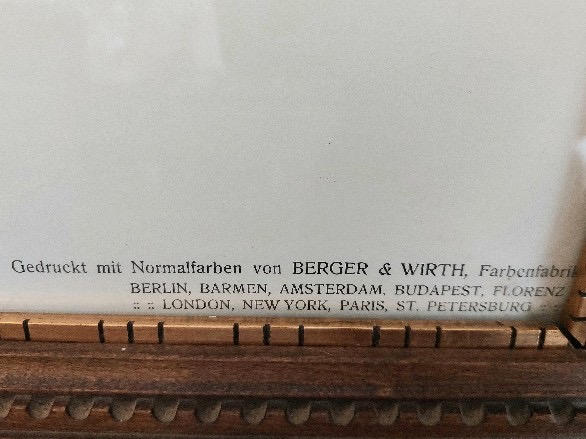 Gedruckt mit Normalfarben von BERGER & WIRTH, Farbenfabrik
BERLIN, BARMEN, AMSTERDAM, BUDAPEST, FLORENZ
:: :: LONDON, NEW YORK, PARIS, ST. PETERSBURG